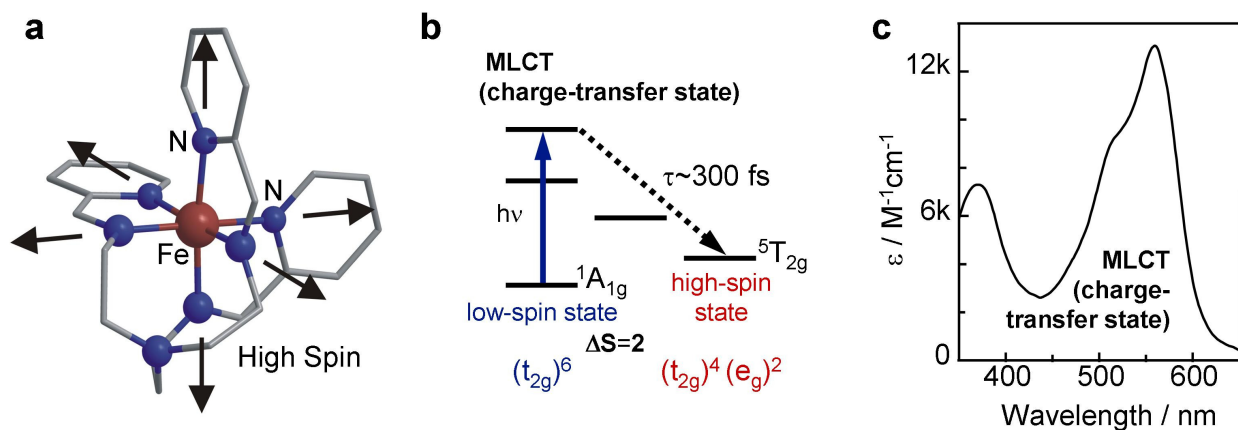 a
N
N
Fe
High Spin
b
MLCT
(charge-transfer state)
τ~300 fs
hν
¹A₁g
⁵T₂g
low-spin state
high-spin
state
ΔS=2
(t₂g)⁶
(t₂g)⁴ (eg)²
c
12k
6k
0
ε / M⁻¹cm⁻¹
MLCT
(charge-
transfer state)
400 500 600
Wavelength / nm